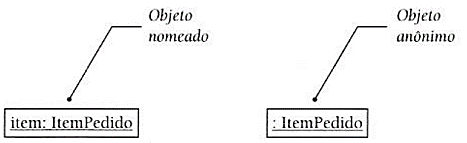 Objeto
nomeado
Objeto
anônimo
item: ItemPedido
: ItemPedido